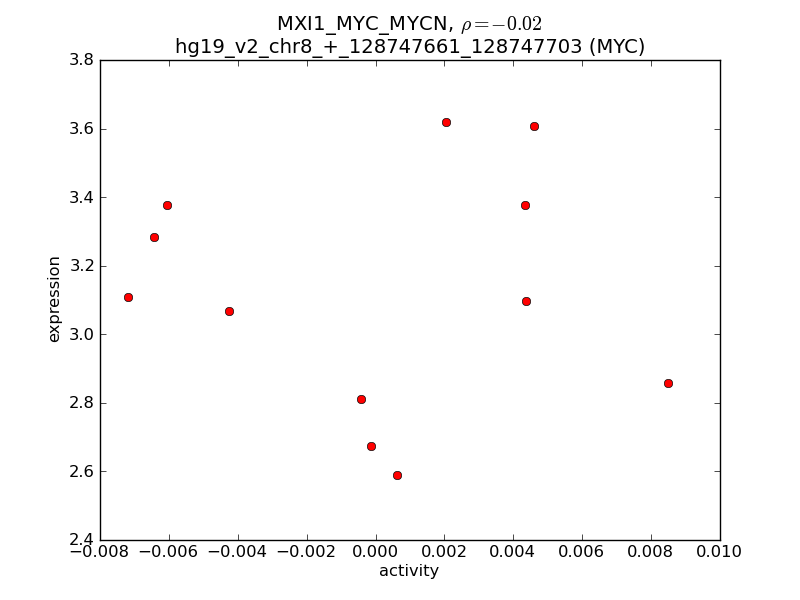 MXI1_MYC_MYCN, ρ=−0.02
hg19_v2_chr8_+_128747661_128747703 (MYC)
3.8
3.6
3.4
3.2
3.0
2.8
2.6
2.4
expression
−0.008 −0.006 −0.004 −0.002 0.000 0.002 0.004 0.006 0.008 0.010
activity